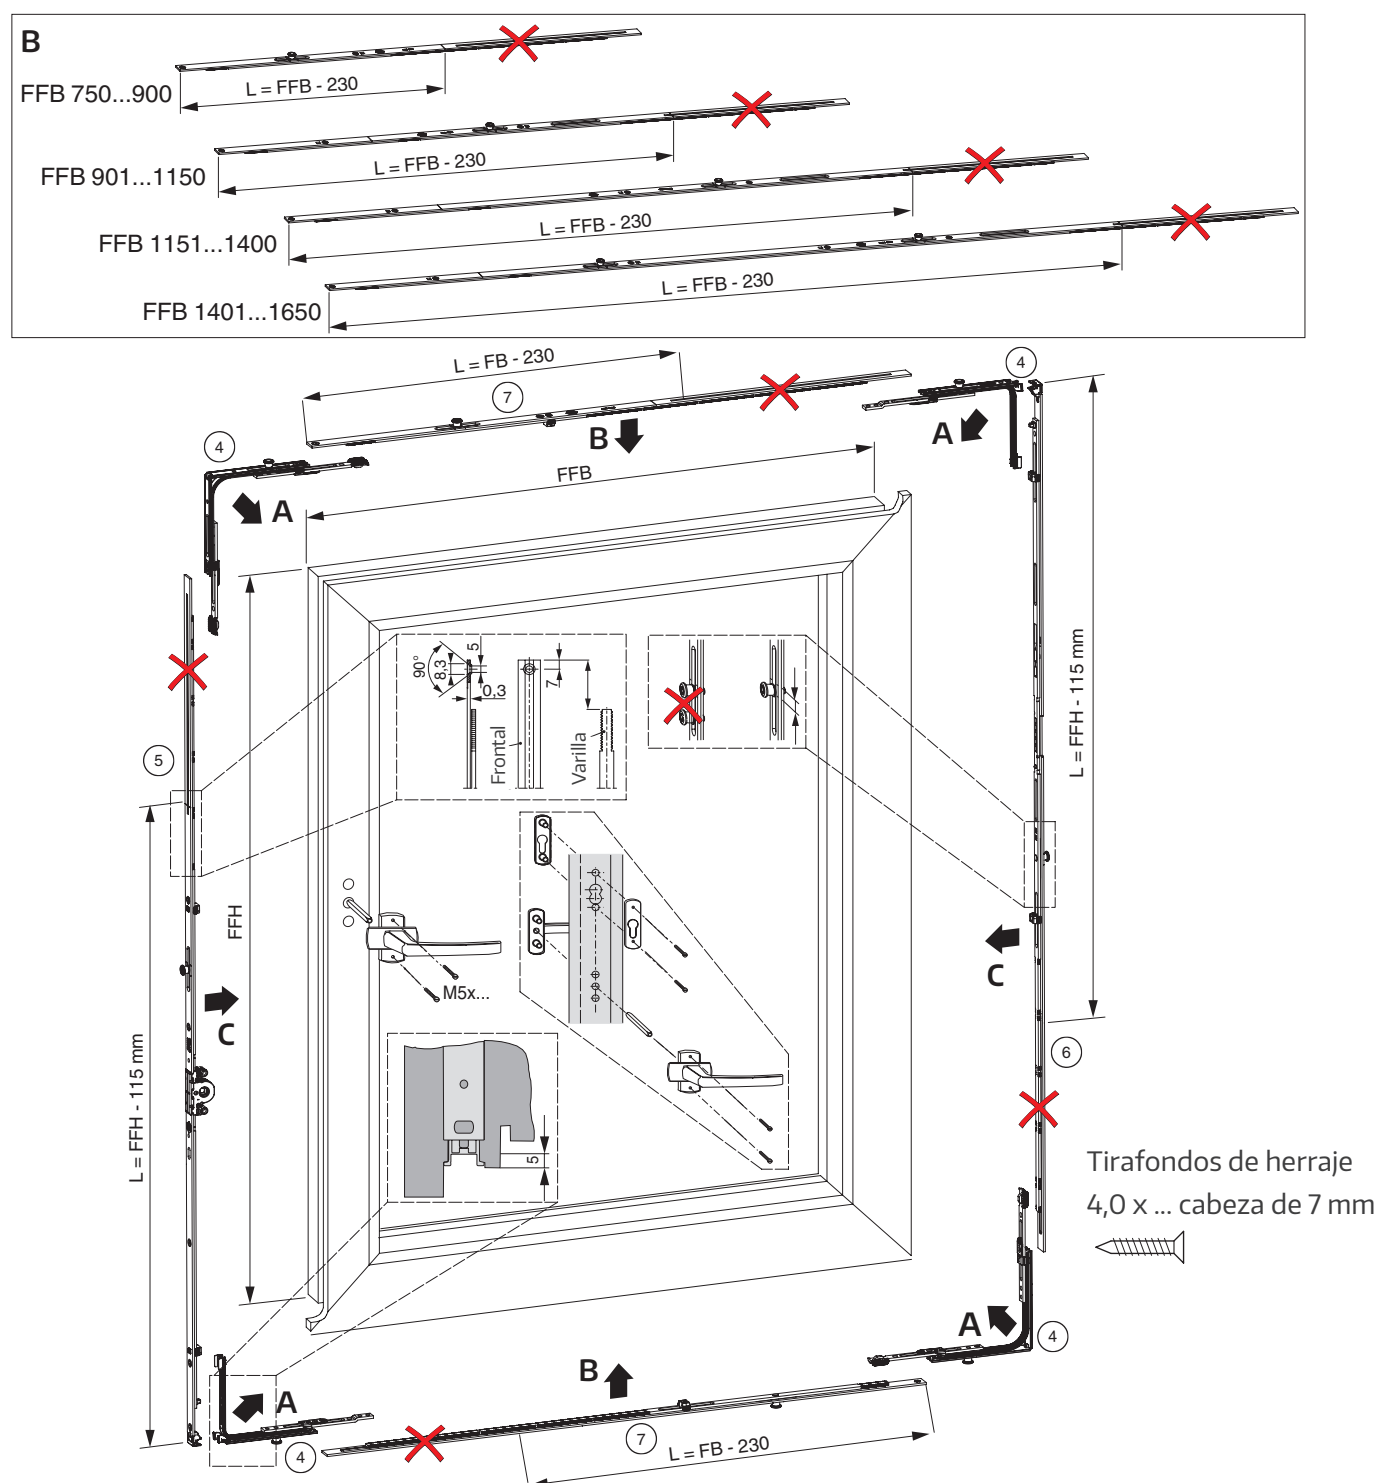 B
FFB 750...900
L = FFB - 230
FFB 901...1150
L = FFB - 230
FFB 1151...1400
L = FFB - 230
FFB 1401...1650
L = FFB - 230
L = FB - 230
7
4
4
B
A
A
FFB
90°
8,3
5
0,3
7
Frontal
Varilla
5
L = FFH - 115 mm
FFH
M5x...
C
C
L = FFH - 115 mm
6
5
Tirafondos de herraje
4,0 x ... cabeza de 7 mm
A
4
B
A
4
7
L = FB - 230